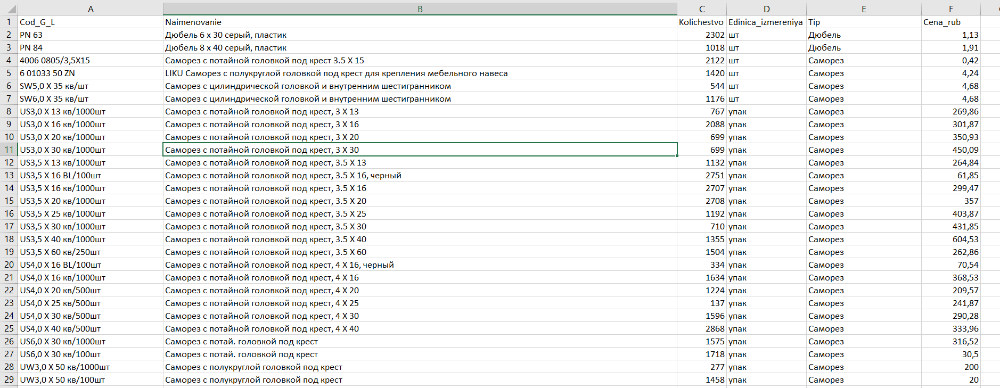 A B C D E F
1 Cod_G_L Naimenovanie Kolichestvo Edinica_izmereniya Tip Cena_rub
2 PN 63 Дюбель 6 x 30 серый, пластик 2302 шт Дюбель 1,13
3 PN 84 Дюбель 8 x 40 серый, пластик 1018 шт Дюбель 1,91
4 4006 0805/3,5X15 Саморез с потайной головкой под крест 3.5 X 15 2122 шт Саморез 0,42
5 6 01033 50 ZN LIKU Саморез с полукруглой головкой под крест для крепления мебельного навеса 1420 шт Саморез 4,24
6 SW5,0 X 35 кв/шт Саморез с цилиндрической головкой и внутренним шестигранником 544 шт Саморез 4,68
7 SW6,0 X 35 кв/шт Саморез с цилиндрической головкой и внутренним шестигранником 1176 шт Саморез 4,68
8 US3,0 X 13 кв/1000шт Саморез с потайной головкой под крест, 3 X 13 767 упак Саморез 269,86
9 US3,0 X 16 кв/1000шт Саморез с потайной головкой под крест, 3 X 16 2088 упак Саморез 301,87
10 US3,0 X 20 кв/1000шт Саморез с потайной головкой под крест, 3 X 20 699 упак Саморез 350,93
11 US3,0 X 30 кв/1000шт Саморез с потайной головкой под крест, 3 X 30 699 упак Саморез 450,09
12 US3,5 X 13 кв/1000шт Саморез с потайной головкой под крест, 3.5 X 13 1132 упак Саморез 264,84
13 US3,5 X 16 BL/100шт Саморез с потайной головкой под крест, 3.5 X 16, черный 2751 упак Саморез 61,85
14 US3,5 X 16 кв/1000шт Саморез с потайной головкой под крест, 3.5 X 16 2707 упак Саморез 299,47
15 US3,5 X 20 кв/1000шт Саморез с потайной головкой под крест, 3.5 X 20 2708 упак Саморез 357
16 US3,5 X 25 кв/1000шт Саморез с потайной головкой под крест, 3.5 X 25 1192 упак Саморез 403,87
17 US3,5 X 30 кв/1000шт Саморез с потайной головкой под крест, 3.5 X 30 710 упак Саморез 431,85
18 US3,5 X 40 кв/1000шт Саморез с потайной головкой под крест, 3.5 X 40 1355 упак Саморез 604,53
19 US3,5 X 60 кв/250шт Саморез с потайной головкой под крест, 3.5 X 60 1504 упак Саморез 262,86
20 US4,0 X 16 BL/100шт Саморез с потайной головкой под крест, 4 X 16, черный 334 упак Саморез 70,54
21 US4,0 X 16 кв/1000шт Саморез с потайной головкой под крест, 4 X 16 1634 упак Саморез 368,53
22 US4,0 X 20 кв/500шт Саморез с потайной головкой под крест, 4 X 20 1224 упак Саморез 209,57
23 US4,0 X 25 кв/500шт Саморез с потайной головкой под крест, 4 X 25 137 упак Саморез 241,87
24 US4,0 X 30 кв/500шт Саморез с потайной головкой под крест, 4 X 30 1596 упак Саморез 290,28
25 US4,0 X 40 кв/500шт Саморез с потайной головкой под крест, 4 X 40 2868 упак Саморез 333,96
26 US6,0 X 30 кв/1000шт Саморез с потай. головкой под крест 1575 упак Саморез 316,52
27 US6,0 X 30 кв/100шт Саморез с потай. головкой под крест 1718 упак Саморез 30,5
28 UW3,0 X 50 кв/1000шт Саморез с полукруглой головкой под крест 277 упак Саморез 200
29 UW3,0 X 50 кв/100шт Саморез с полукруглой головкой под крест 1458 упак Саморез 20